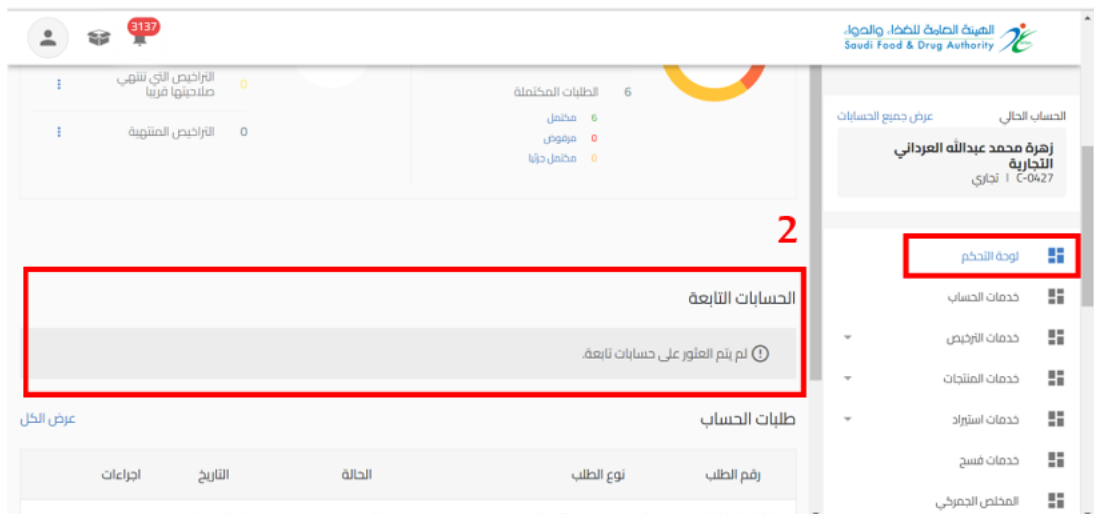 الهيئة العامة للغذاء والدواء
Saudi Food & Drug Authority
3137
الحساب الحالي
عرض جميع الحسابات
زهرة محمد عبدالله العرداني
التجارية
C-0427 | تجاري
لوحة التحكم
خدمات الحساب
خدمات الترخيص
خدمات المنتجات
خدمات استيراد
خدمات فسح
المخلص الجمركي
6 الطلبات المكتملة
6 مكتمل
0 مرفوض
0 مكتمل جزئيا
0 التراخيص التي تنتهي
صلاحيتها قريبا
0 التراخيص المنتهية
2
الحسابات التابعة
لم يتم العثور على حسابات تابعة.
طلبات الحساب
عرض الكل
رقم الطلب نوع الطلب الحالة التاريخ اجراءات